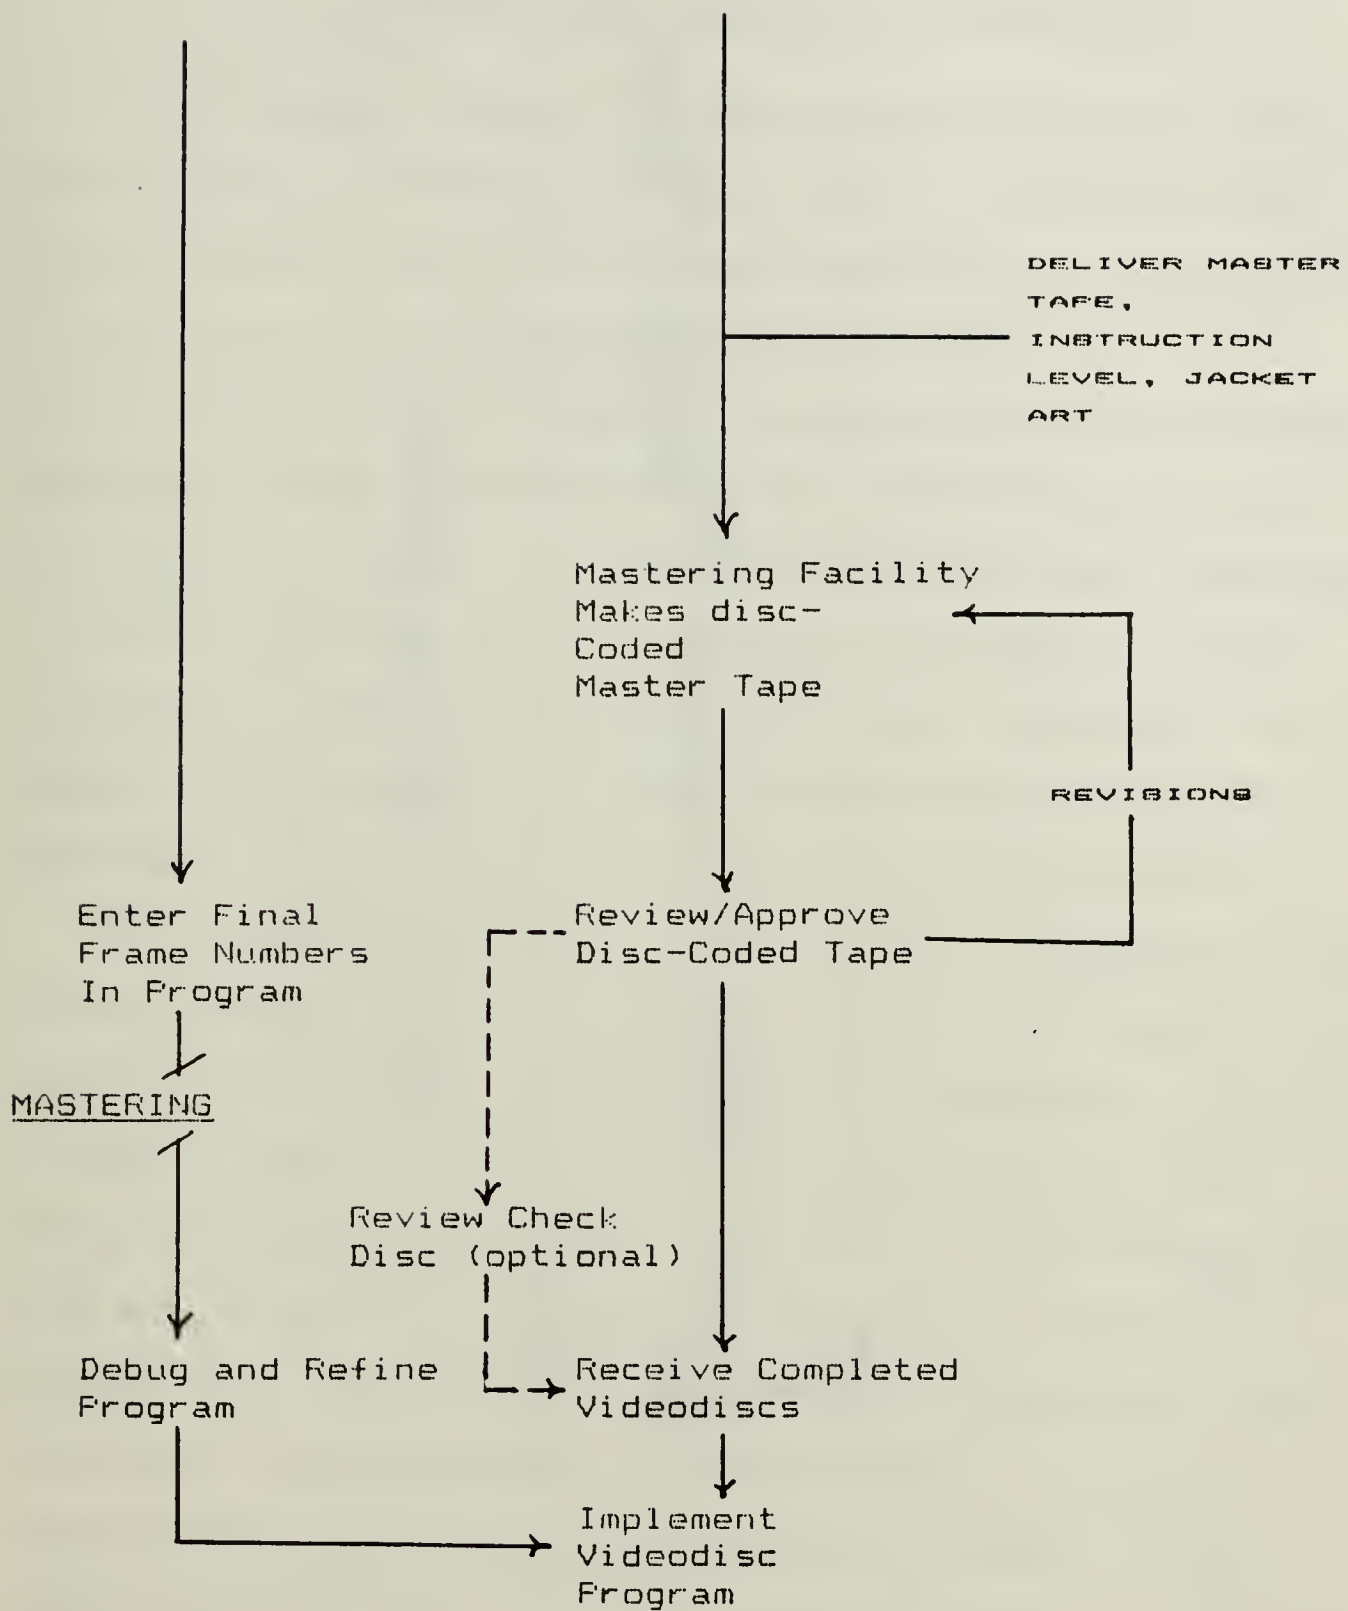 DELIVER MASTER
TAPE,
INSTRUCTION
LEVEL, JACKET
ART
Mastering Facility
Makes disc-
Coded
Master Tape
REVISIONS
Enter Final
Frame Numbers
In Program
Review/Approve
Disc-Coded Tape
MASTERING
Review Check
Disc (optional)
Debug and Refine
Program
Receive Completed
Videodiscs
Implement
Videodisc
Program